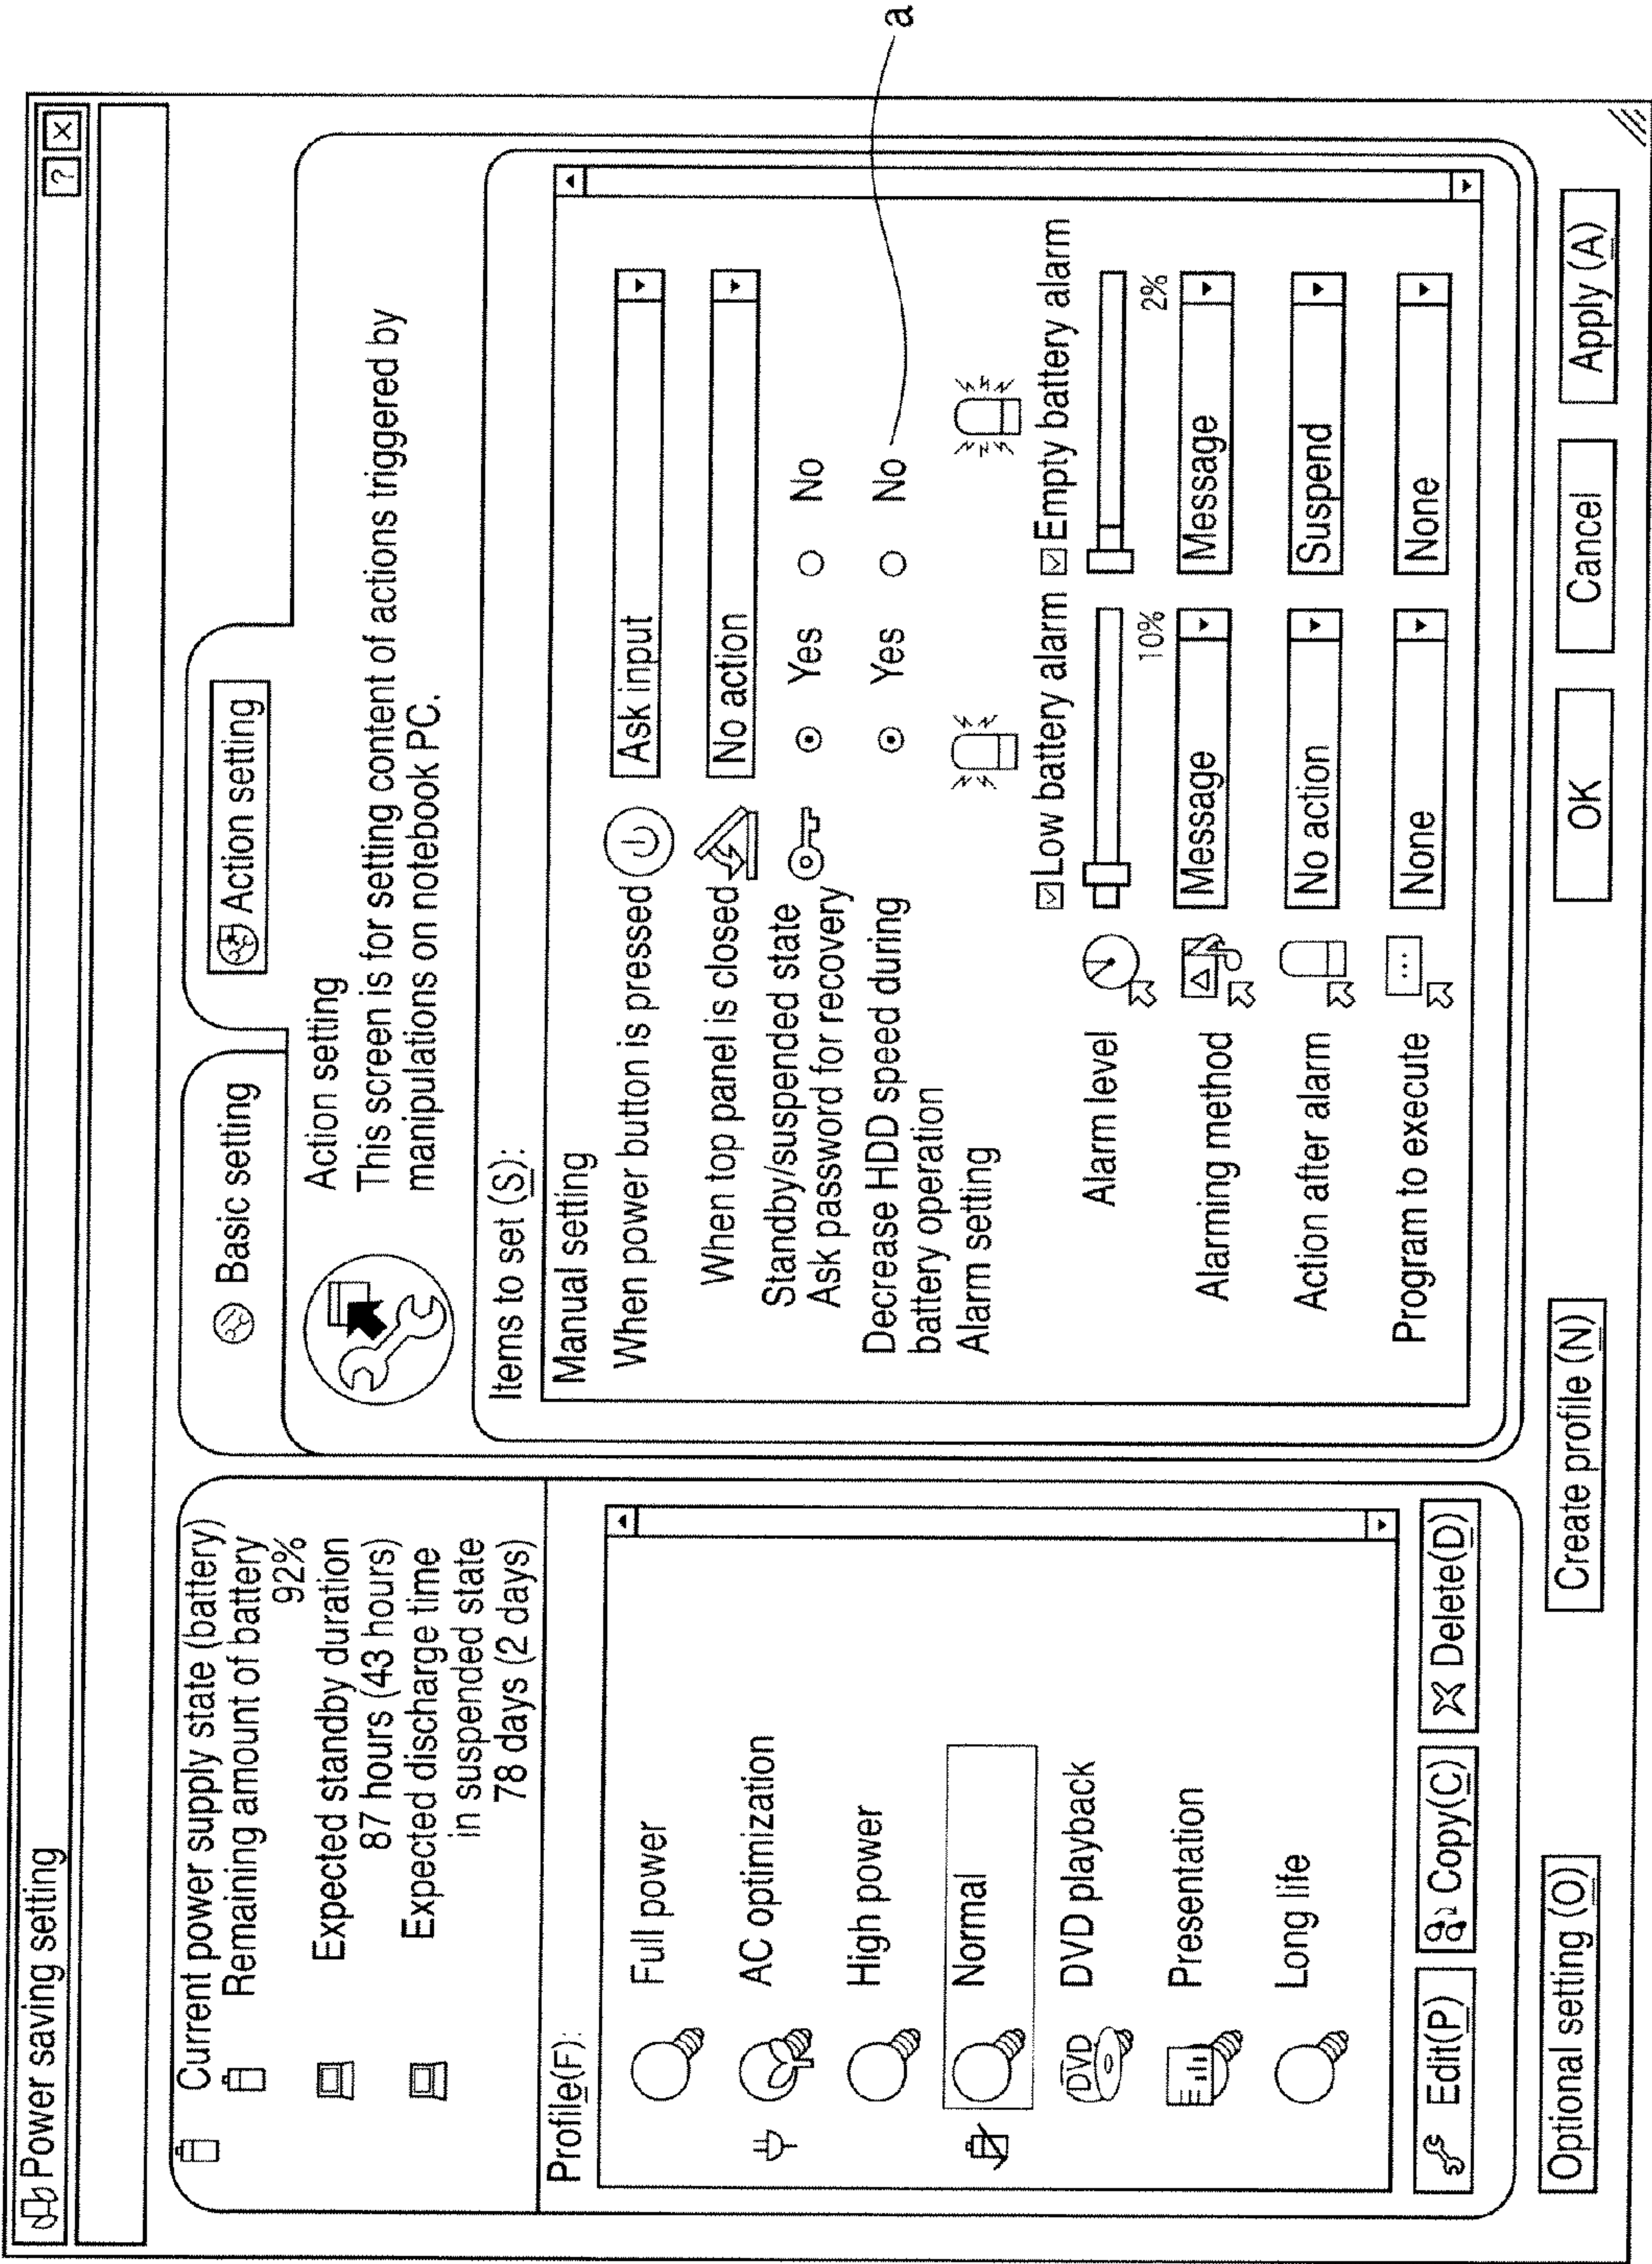 Power saving setting
? ×
Current power supply state (battery)
Remaining amount of battery
92%
Expected standby duration
87 hours (43 hours)
Expected discharge time
in suspended state
78 days (2 days)
Profile(F):
Full power
AC optimization
High power
Normal
DVD
DVD playback
Presentation
Long life
Edit(P) Copy(C) Delete(D)
Basic setting
Action setting
Action setting
This screen is for setting content of actions triggered by
manipulations on notebook PC.
Items to set (S):
Manual setting
When power button is pressed Ask input
When top panel is closed No action
Standby/suspended state
Ask password for recovery Yes No
Decrease HDD speed during
battery operation Yes No
a
Alarm setting
Low battery alarm Empty battery alarm
Alarm level 10% 2%
Alarming method Message Message
Action after alarm No action Suspend
Program to execute None None
Optional setting (O) Create profile (N) OK Cancel Apply (A)